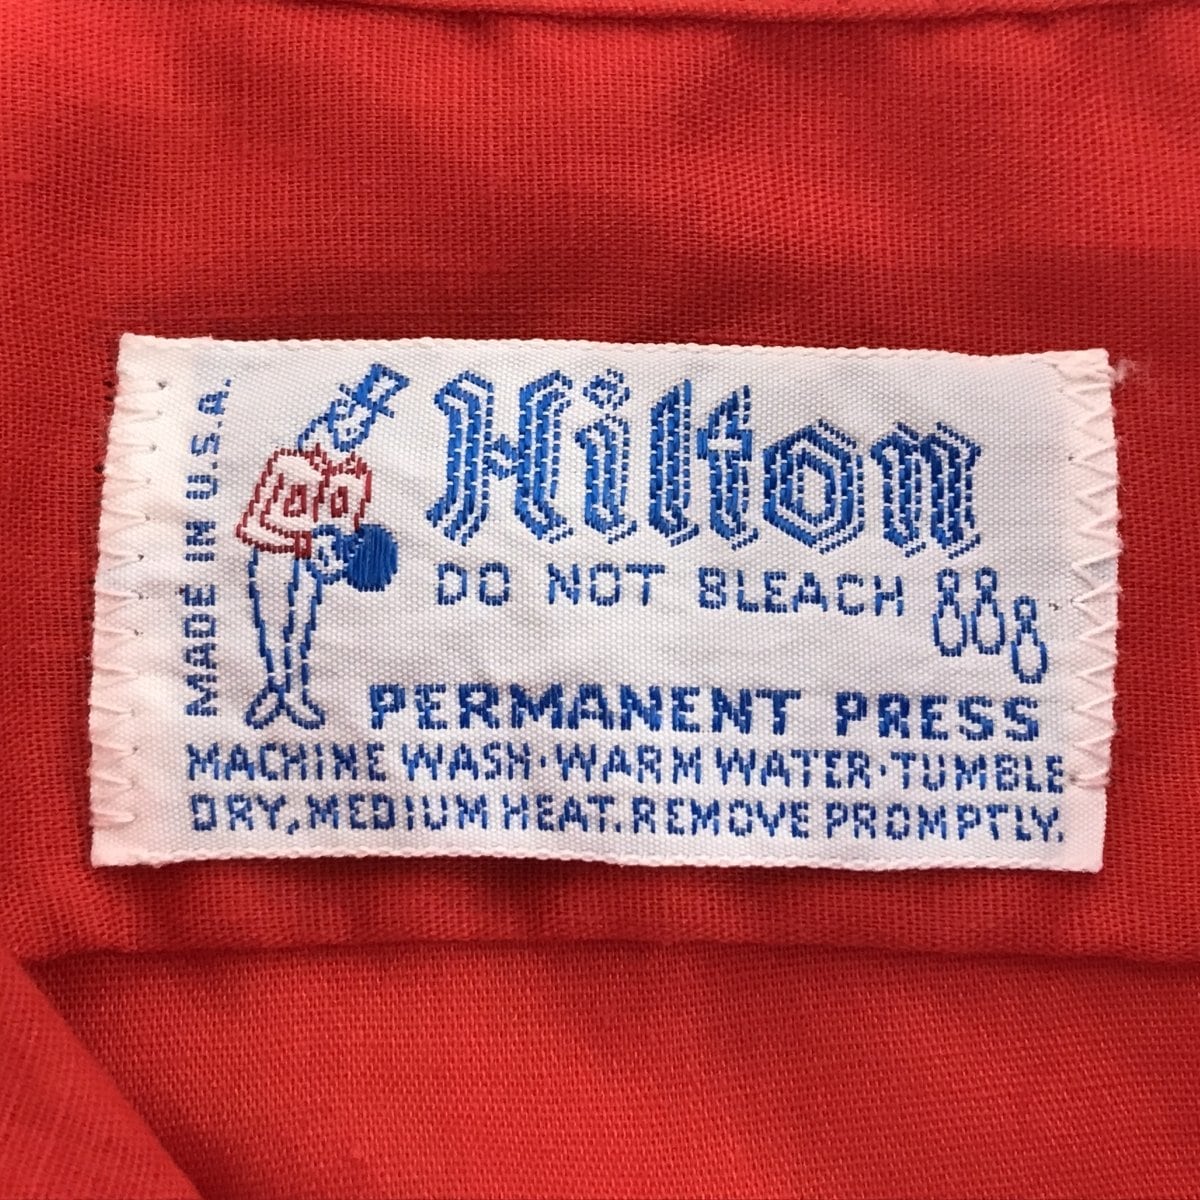 MADE IN U.S.A.
Hilton
DO NOT BLEACH
PERMANENT PRESS
MACHINE WASH·WARM WATER·TUMBLE
DRY, MEDIUM HEAT. REMOVE PROMPTLY.